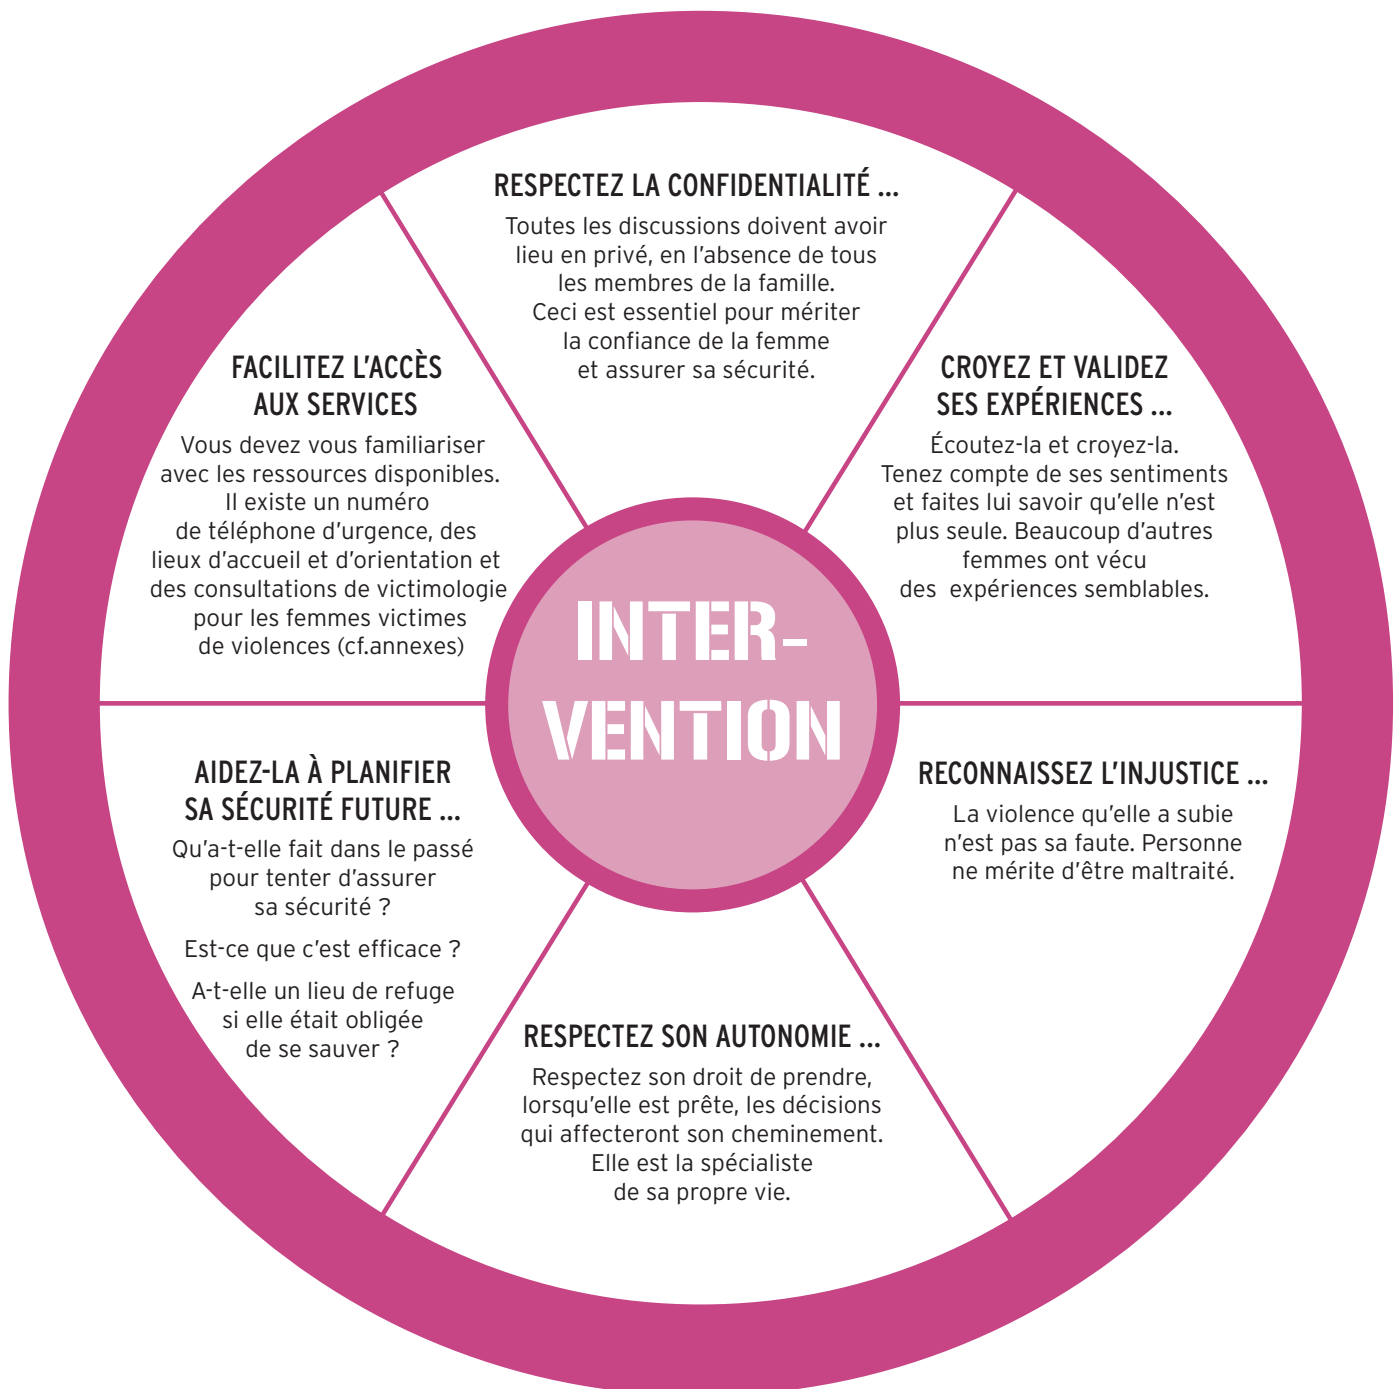 RESPECTEZ LA CONFIDENTIALITÉ ...
Toutes les discussions doivent avoir
lieu en privé, en l'absence de tous
les membres de la famille.
Ceci est essentiel pour mériter
la confiance de la femme
et assurer sa sécurité.
CROYEZ ET VALIDEZ
SES EXPÉRIENCES ...
Écoutez-la et croyez-la.
Tenez compte de ses sentiments
et faites lui savoir qu'elle n'est
plus seule. Beaucoup d'autres
femmes ont vécu
des expériences semblables.
RECONNAISSEZ L'INJUSTICE ...
La violence qu'elle a subie
n'est pas sa faute. Personne
ne mérite d'être maltraité.
RESPECTEZ SON AUTONOMIE ...
Respectez son droit de prendre,
lorsqu'elle est prête, les décisions
qui affecteront son cheminement.
Elle est la spécialiste
de sa propre vie.
AIDEZ-LA À PLANIFIER
SA SÉCURITÉ FUTURE ...
Qu'a-t-elle fait dans le passé
pour tenter d'assurer
sa sécurité ?
Est-ce que c'est efficace ?
A-t-elle un lieu de refuge
si elle était obligée
de se sauver ?
FACILITEZ L'ACCÈS
AUX SERVICES
Vous devez vous familiariser
avec les ressources disponibles.
Il existe un numéro
de téléphone d'urgence, des
lieux d'accueil et d'orientation et
des consultations de victimologie
pour les femmes victimes
de violences (cf.annexes)
INTER-
VENTION